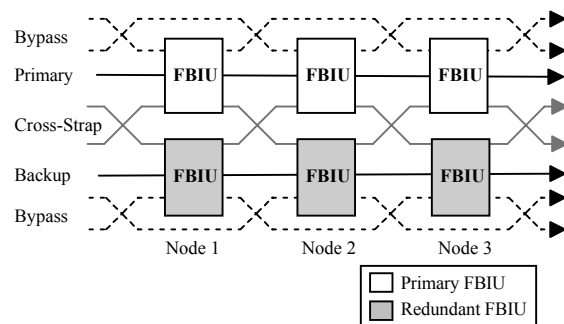 Bypass
Primary
FBIU FBIU FBIU
Cross-Strap
Backup
FBIU FBIU FBIU
Bypass
Node 1 Node 2 Node 3
Primary FBIU
Redundant FBIU